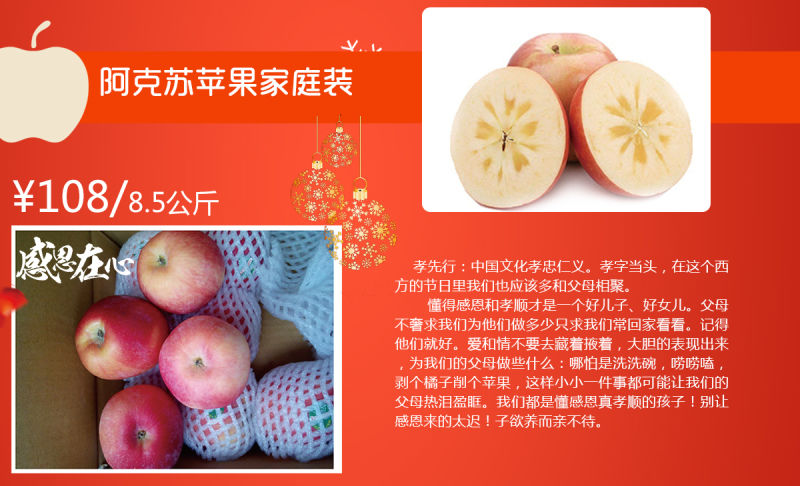 阿克苏苹果家庭装
¥108/8.5公斤
感恩在心
孝先行：中国文化孝忠仁义。孝字当头，在这个西
方的节日里我们也应该多和父母相聚。
懂得感恩和孝顺才是一个好儿子、好女儿。父母
不奢求我们为他们做多少只求我们常回家看看。记得
他们就好。爱和情不要去藏着掖着，大胆的表现出来
，为我们的父母做些什么：哪怕是洗洗碗，唠唠嗑，
剥个橘子削个苹果，这样小小一件事都可能让我们的
父母热泪盈眶。我们都是懂感恩真孝顺的孩子！别让
感恩来的太迟！子欲养而亲不待。